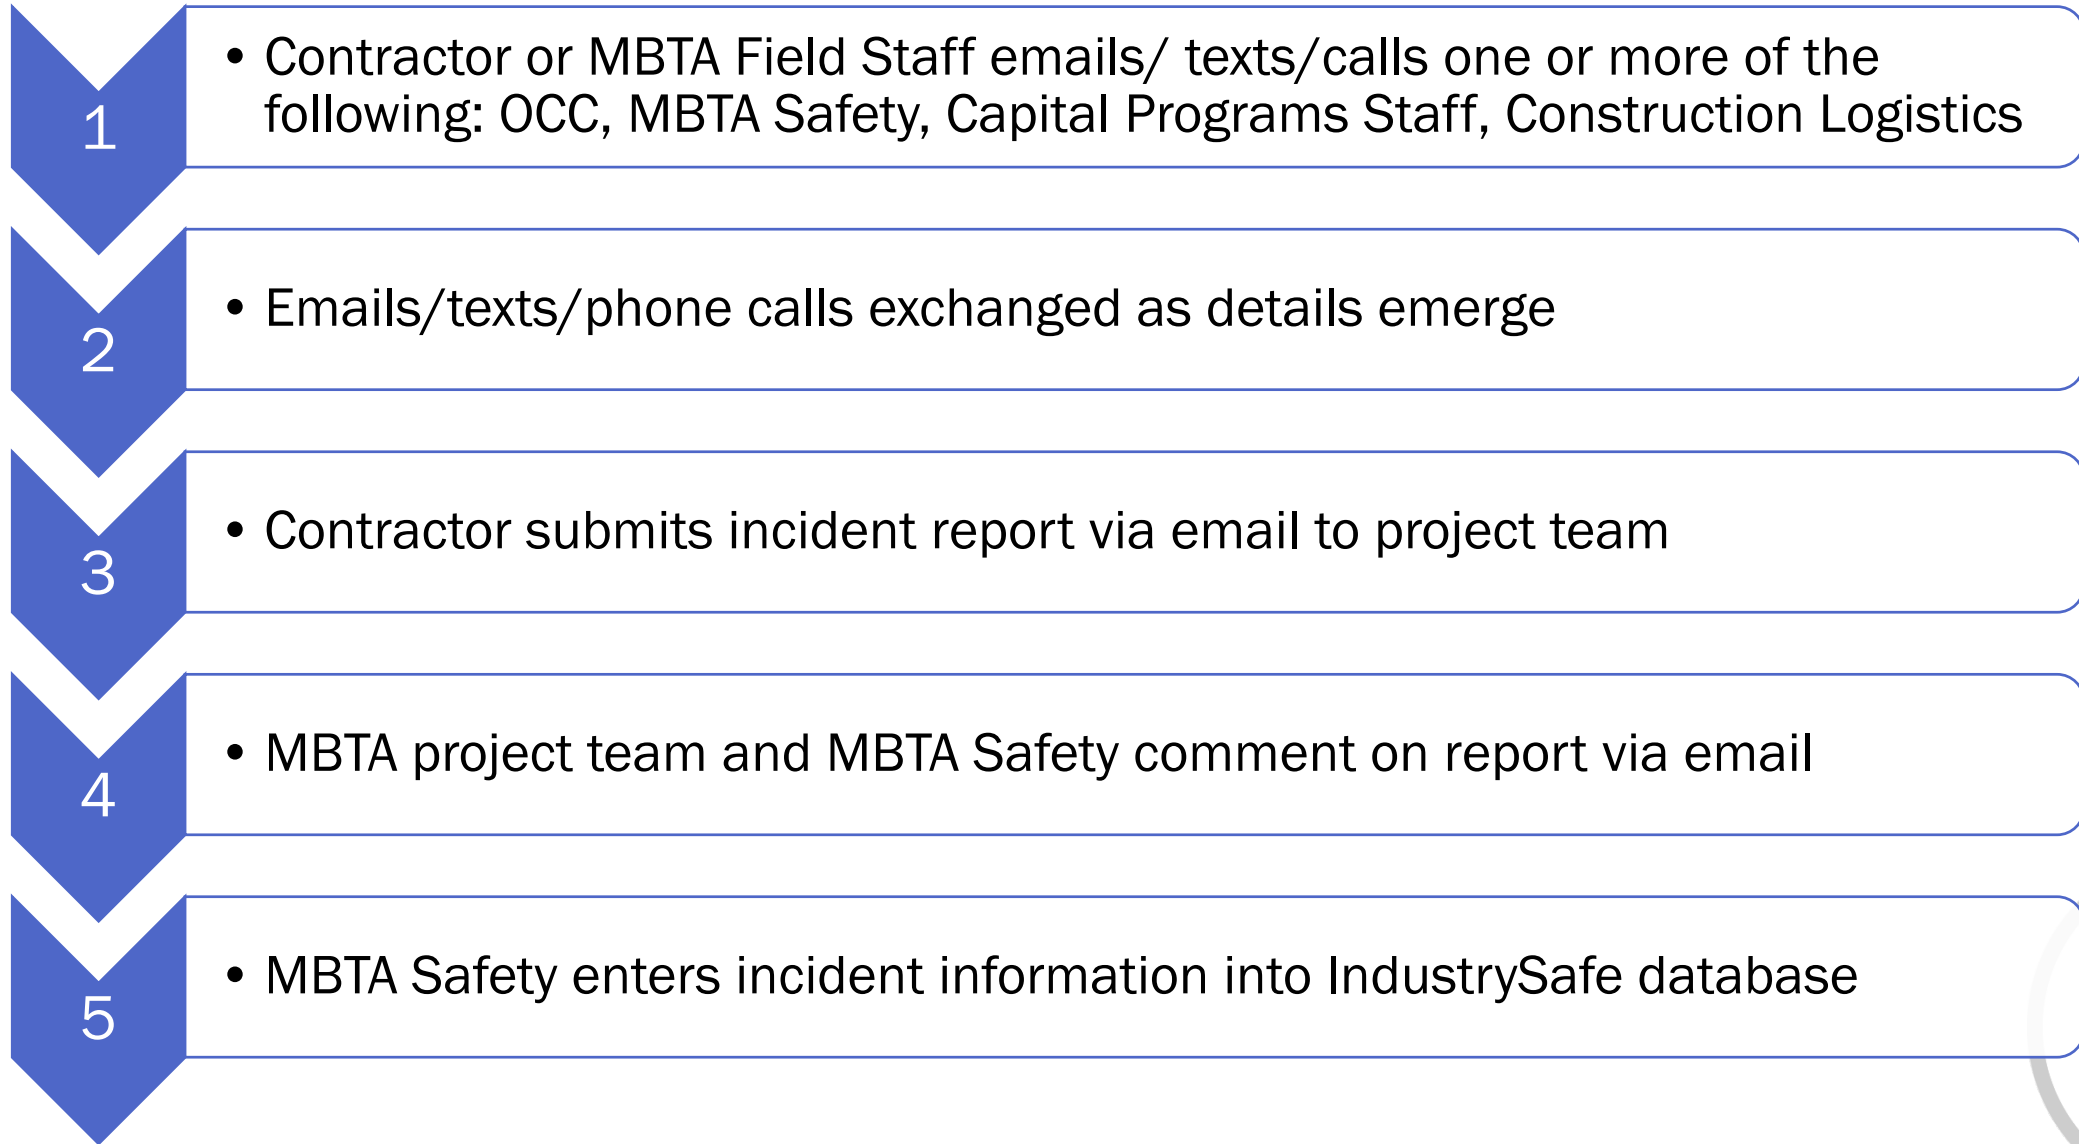 1
• Contractor or MBTA Field Staff emails/ texts/calls one or more of the
following: OCC, MBTA Safety, Capital Programs Staff, Construction Logistics
2
• Emails/texts/phone calls exchanged as details emerge
3
• Contractor submits incident report via email to project team
4
• MBTA project team and MBTA Safety comment on report via email
5
• MBTA Safety enters incident information into IndustrySafe database